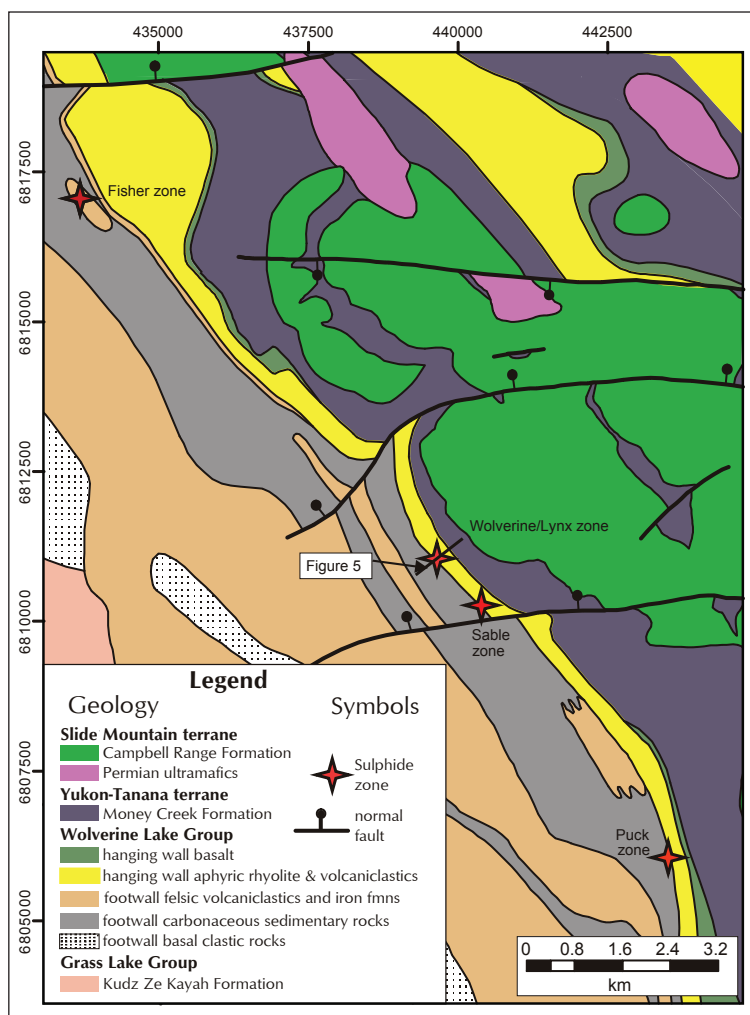 435000 437500 440000 442500
6817500
Fisher zone
6815000
6812500
Wolverine/Lynx zone
Figure 5
6810000
Sable
zone
Legend
Geology Symbols
Slide Mountain terrane
Campbell Range Formation
Permian ultramafics
Sulphide
zone
Yukon-Tanana terrane
Money Creek Formation
normal
fault
Wolverine Lake Group
hanging wall basalt
hanging wall aphyric rhyolite & volcaniclastics
footwall felsic volcaniclastics and iron fmns
footwall carbonaceous sedimentary rocks
footwall basal clastic rocks
Grass Lake Group
Kudz Ze Kayah Formation
6807500
Puck
zone
6805000
0 0.8 1.6 2.4 3.2
km